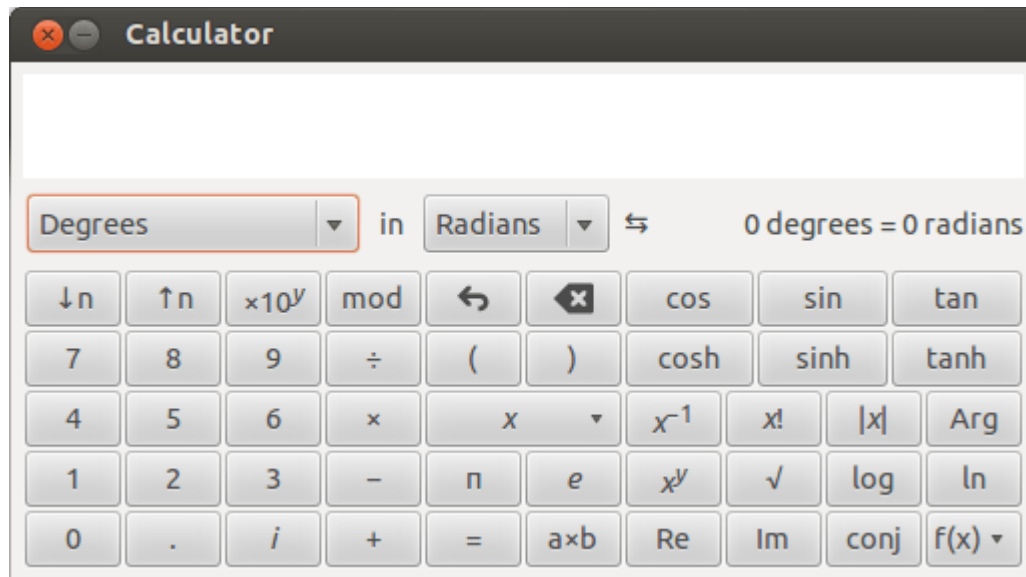 Calculator
Degrees in Radians ⇆ 0 degrees = 0 radians
↓n ↑n ×10ʸ mod cos sin tan
7 8 9 ÷ ( ) cosh sinh tanh
4 5 6 × x x⁻¹ x! |x| Arg
1 2 3 − π e xʸ √ log ln
0 . i + = a×b Re Im conj f(x)